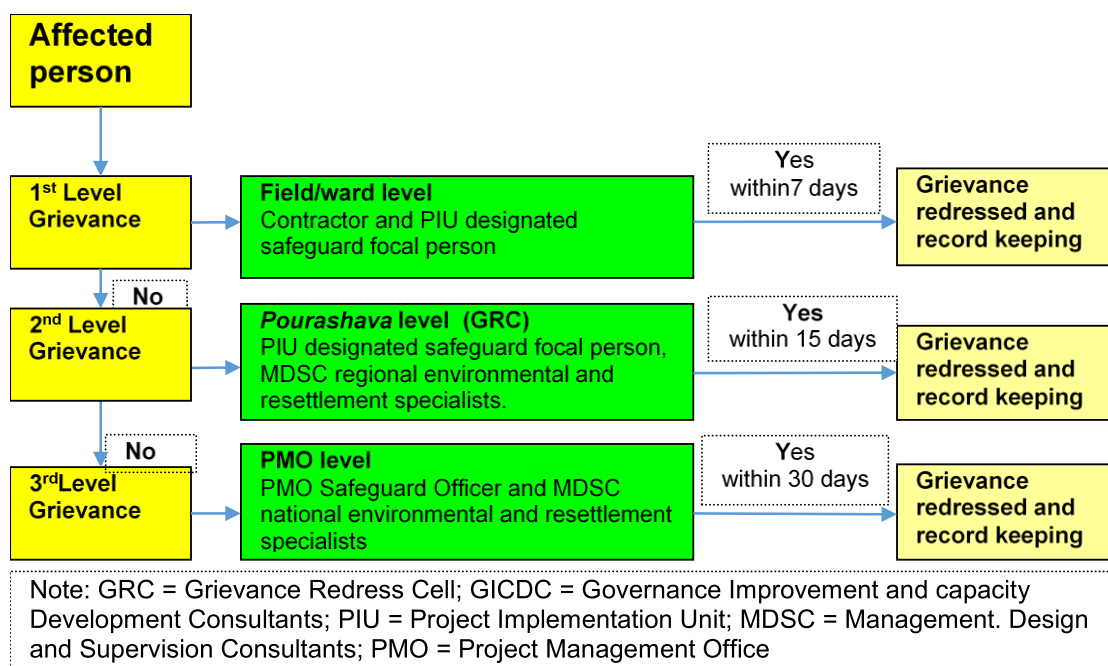 Affected
person
1st Level
Grievance
Field/ward level
Contractor and PIU designated
safeguard focal person
Yes
within7 days
Grievance
redressed and
record keeping
No
2nd Level
Grievance
Pourashava level (GRC)
PIU designated safeguard focal person,
MDSC regional environmental and
resettlement specialists.
Yes
within 15 days
Grievance
redressed and
record keeping
No
3rdLevel
Grievance
PMO level
PMO Safeguard Officer and MDSC
national environmental and resettlement
specialists
Yes
within 30 days
Grievance
redressed and
record keeping
Note: GRC = Grievance Redress Cell; GICDC = Governance Improvement and capacity
Development Consultants; PIU = Project Implementation Unit; MDSC = Management. Design
and Supervision Consultants; PMO = Project Management Office